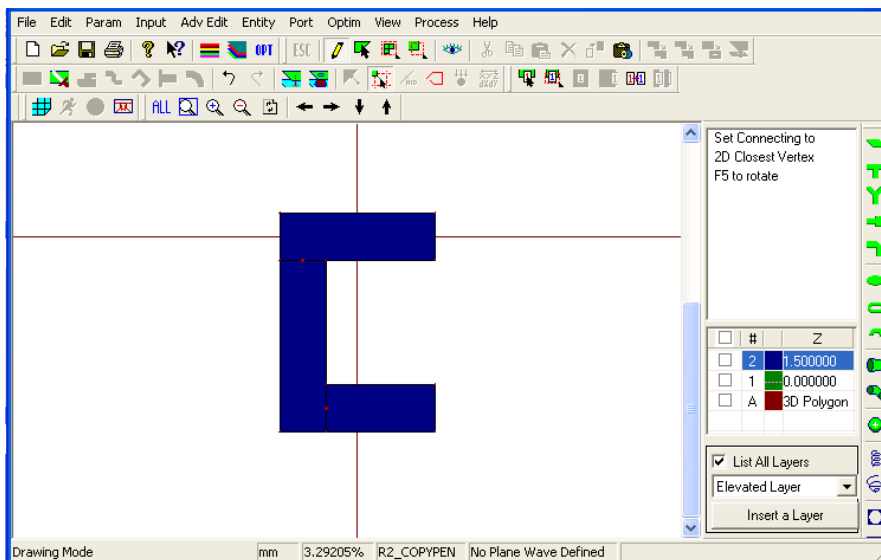 File Edit Param Input Adv Edit Entity Port Optim View Process Help
OPT ESC
MID dxdy
ALL
Set Connecting to
2D Closest Vertex
F5 to rotate
# Z
2 1.500000
1 0.000000
A 3D Polygon
List All Layers
Elevated Layer
Insert a Layer
Drawing Mode mm 3.29205% R2_COPYPEN No Plane Wave Defined